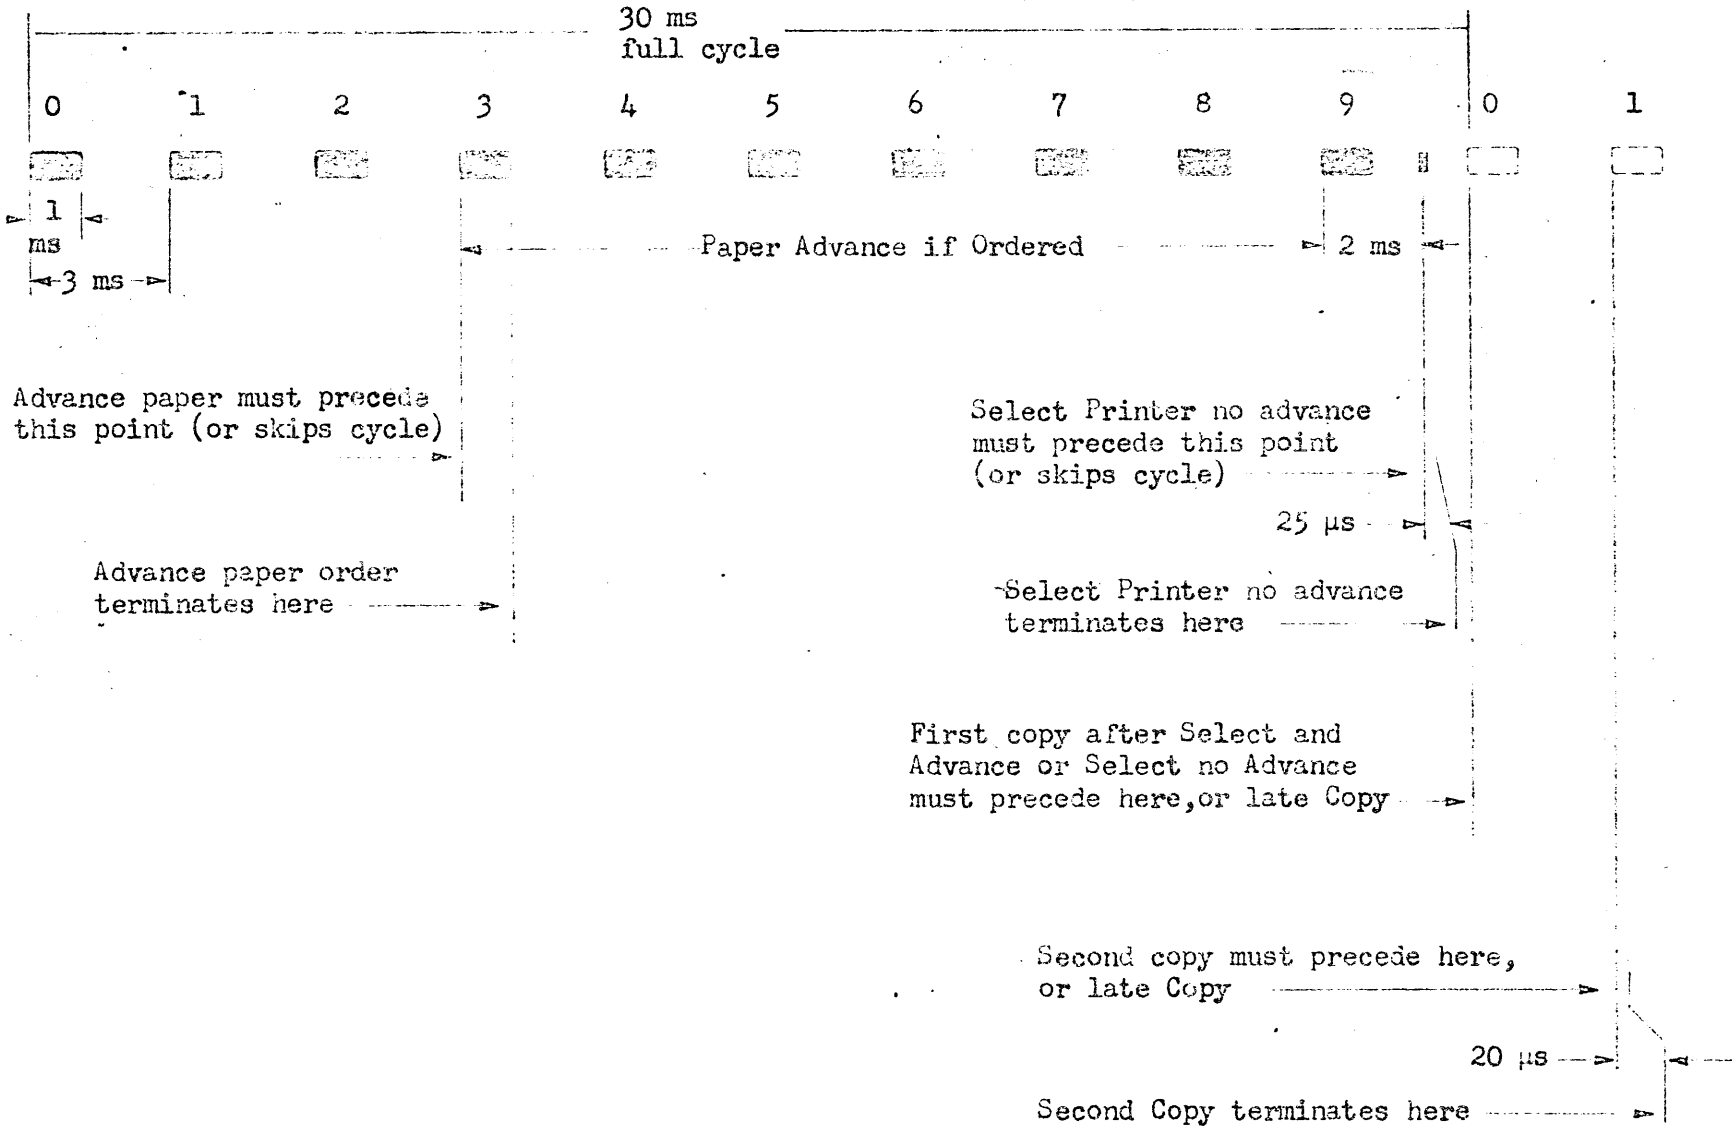 30 ms
full cycle
0 1 2 3 4 5 6 7 8 9 0 1
1
ms
Paper Advance if Ordered
2 ms
3 ms
Advance paper must precede
this point (or skips cycle)
Select Printer no advance
must precede this point
(or skips cycle)
25 μs
Advance paper order
terminates here
Select Printer no advance
terminates here
First copy after Select and
Advance or Select no Advance
must precede here, or late Copy
Second copy must precede here,
or late Copy
20 μs
Second Copy terminates here